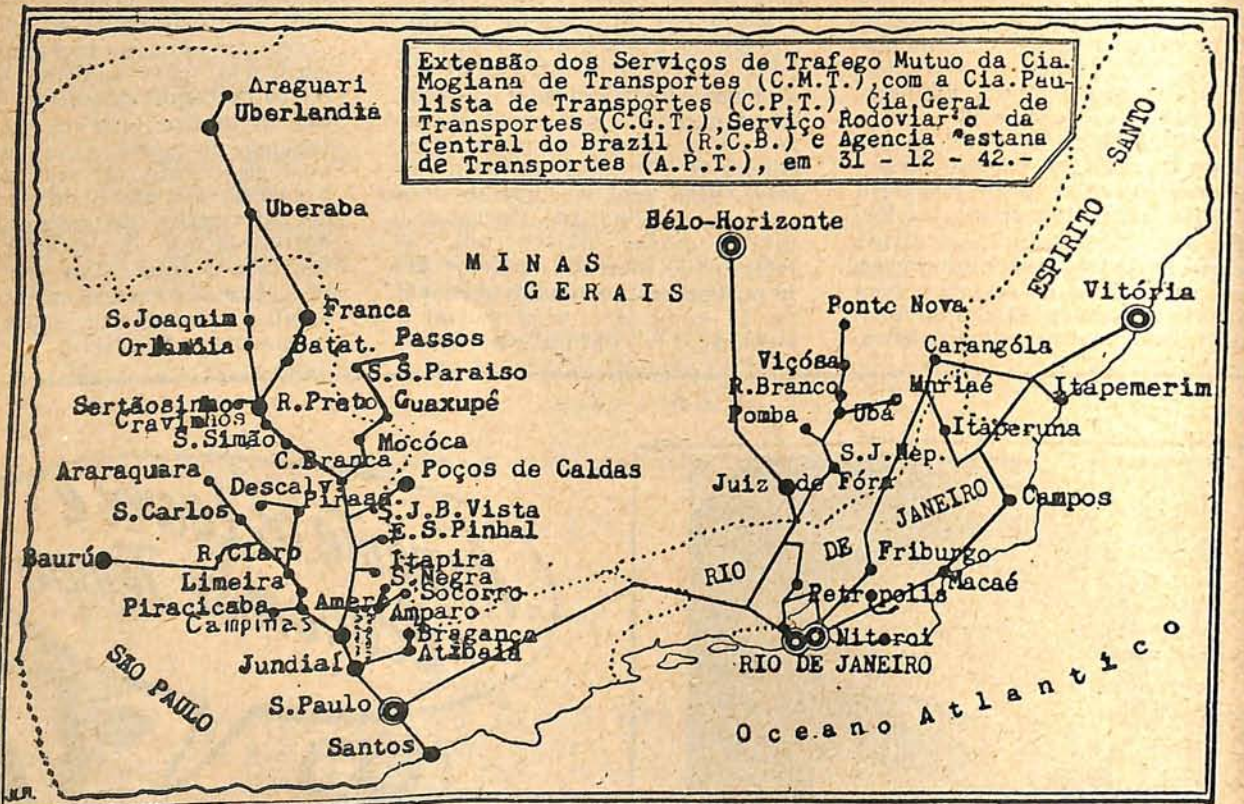 Extensão dos Serviços de Trafego Mutuo da Cia.
Mogiana de Transportes (C.M.T.), com a Cia.Pau-
lista de Transportes (C.P.T.), Cia.Geral de
Transportes (C.G.T.), Serviço Rodoviar o da
Central do Brazil (R.C.B.) e Agencia estana
de Transportes (A.P.T.), em 31 - 12 - 42.-
Araguari
Uberlandiá
Uberaba
MINAS
GERAIS
ESPIRITO SANTO
Bélo-Horizonte
Vitória
Franca
S.Joaquim
Orlandia
Batat.
Passos
S.S.Paraiso
Ponte Nova
Viçósa
R.Branco
Pomba
Ubá
Carangóla
Muriaé
Itapemerim
Itaperuna
Sertãosinho
Cravinhos
R.Preto
Guaxupé
S.Simão
Mocóca
C.Branca
Araraquara
Descalv.
Pirass.
Poços de Caldas
S.J.B.Vista
S.Carlos
E.S.Pinhal
S.J.Nep.
Juiz de Fóra
Campos
RIO DE JANEIRO
Baurú
R.Claro
Itapira
Limeira
S.Negra
Socorro
Piracicaba
Amer.
Amparo
Campinas
Bragança
Atibaia
Friburgo
Macaé
Petropolis
Niteroi
RIO DE JANEIRO
Jundiaí
SÃO PAULO
S.Paulo
Santos
Oceano Atlantico